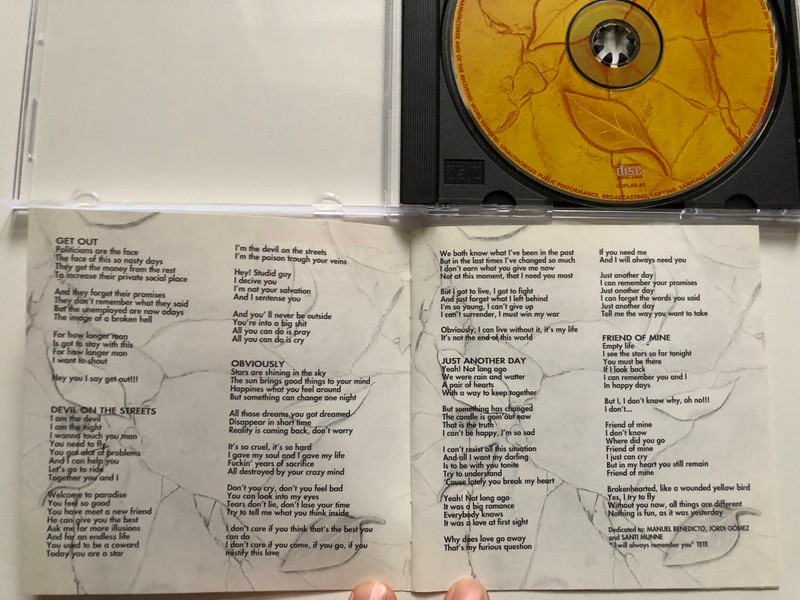 UNAUTHORISED PUBLIC PERFORMANCE, BROADCASTING, COPYING,
DISC
COPLAN 85
GET OUT
Politicians are the face
The face of this so nasty days
They get the money from the rest
To increase their private social place
And they forget their promises
They don't remember what they said
But the unemployed are now adays
The image of a broken hell
For how longer man
Is got to stay with this
For how longer man
I want to shout
Hey you I say get out!!!
DEVIL ON THE STREETS
I am the devil
I am the night
I wanna touch you man
You need to fly
You got alot of problems
And I can help you
Let's go to ride
Together you and I
Welcome to paradise
You feel so good
You have meet a new friend
He can give you the best
Ask me for more illusions
And for an endless life
You used to be a coward
Today you are a star
I'm the devil on the streets
I'm the poison trough your veins
Hey! Studid guy
I decive you
I'm not your salvation
And I sentense you
And you' ll never be outside
You're into a big shit
All you can do is pray
All you can do is cry
OBVIOUSLY
Stars are shining in the sky
The sun brings good things to your mind
Happines what you feel around
But something can change one night
All those dreams you got dreamed
Disappear in short time
Reality is coming back, don't worry
It's so cruel, it's so hard
I gave my soul and I gave my life
Fuckin' years of sacrifice
All destroyed by your crazy mind
Don't you cry, don't you feel bad
You can look into my eyes
Tears don't lie, don't lose your time
Try to tell me what you think inside
I don't care if you think that's the best you
can do
I don't care if you come, if you go, if you
mistify this love
We both know what I've been in the past
But in the last times I've changed so much
I don't earn what you give me now
Not at this moment, that I need you most
But I got to live, I got to fight
And just forget what I left behind
I'm so young, I can't give up
I can't surrender, I must win my war
Obviously, I can live without it, it's my life
It's not the end of this world
JUST ANOTHER DAY
Yeah! Not long ago
We were rain and watter
A pair of hearts
With a way to keep together
But something has changed
The candle is goin'out now
That is the truth
I can't be happy, I'm so sad
I can't resist all this situation
And all I want my darling
Is to be with you tonite
Try to understand
'Cause lately you break my heart
Yeah! Not long ago
It was a big romance
Everybody knows
It was a love at first sight
Why does love go away
That's my furious question
If you need me
And I will always need you
Just another day
I can remember your promises
Just another day
I can forget the words you said
Just another day
Tell me the way you want to take
FRIEND OF MINE
Empty life
I see the stars so far tonight
You must be there
If I look back
I can remember you and I
In happy days
But I, I don't know why, oh no!!!
I don't...
Friend of mine
I don't know
Where did you go
Friend of mine
I just can cry
But in my heart you still remain
Friend of mine
Brokenhearted, like a wounded yellow bird
Yes, I try to fly
Without you now, all things are different
Nothing is fun, as it was yesterday
Dedicated to: MANUEL BENEDICTO, JORDI GOMEZ
and SANTI MUNNE
"I will always remember you" TETE